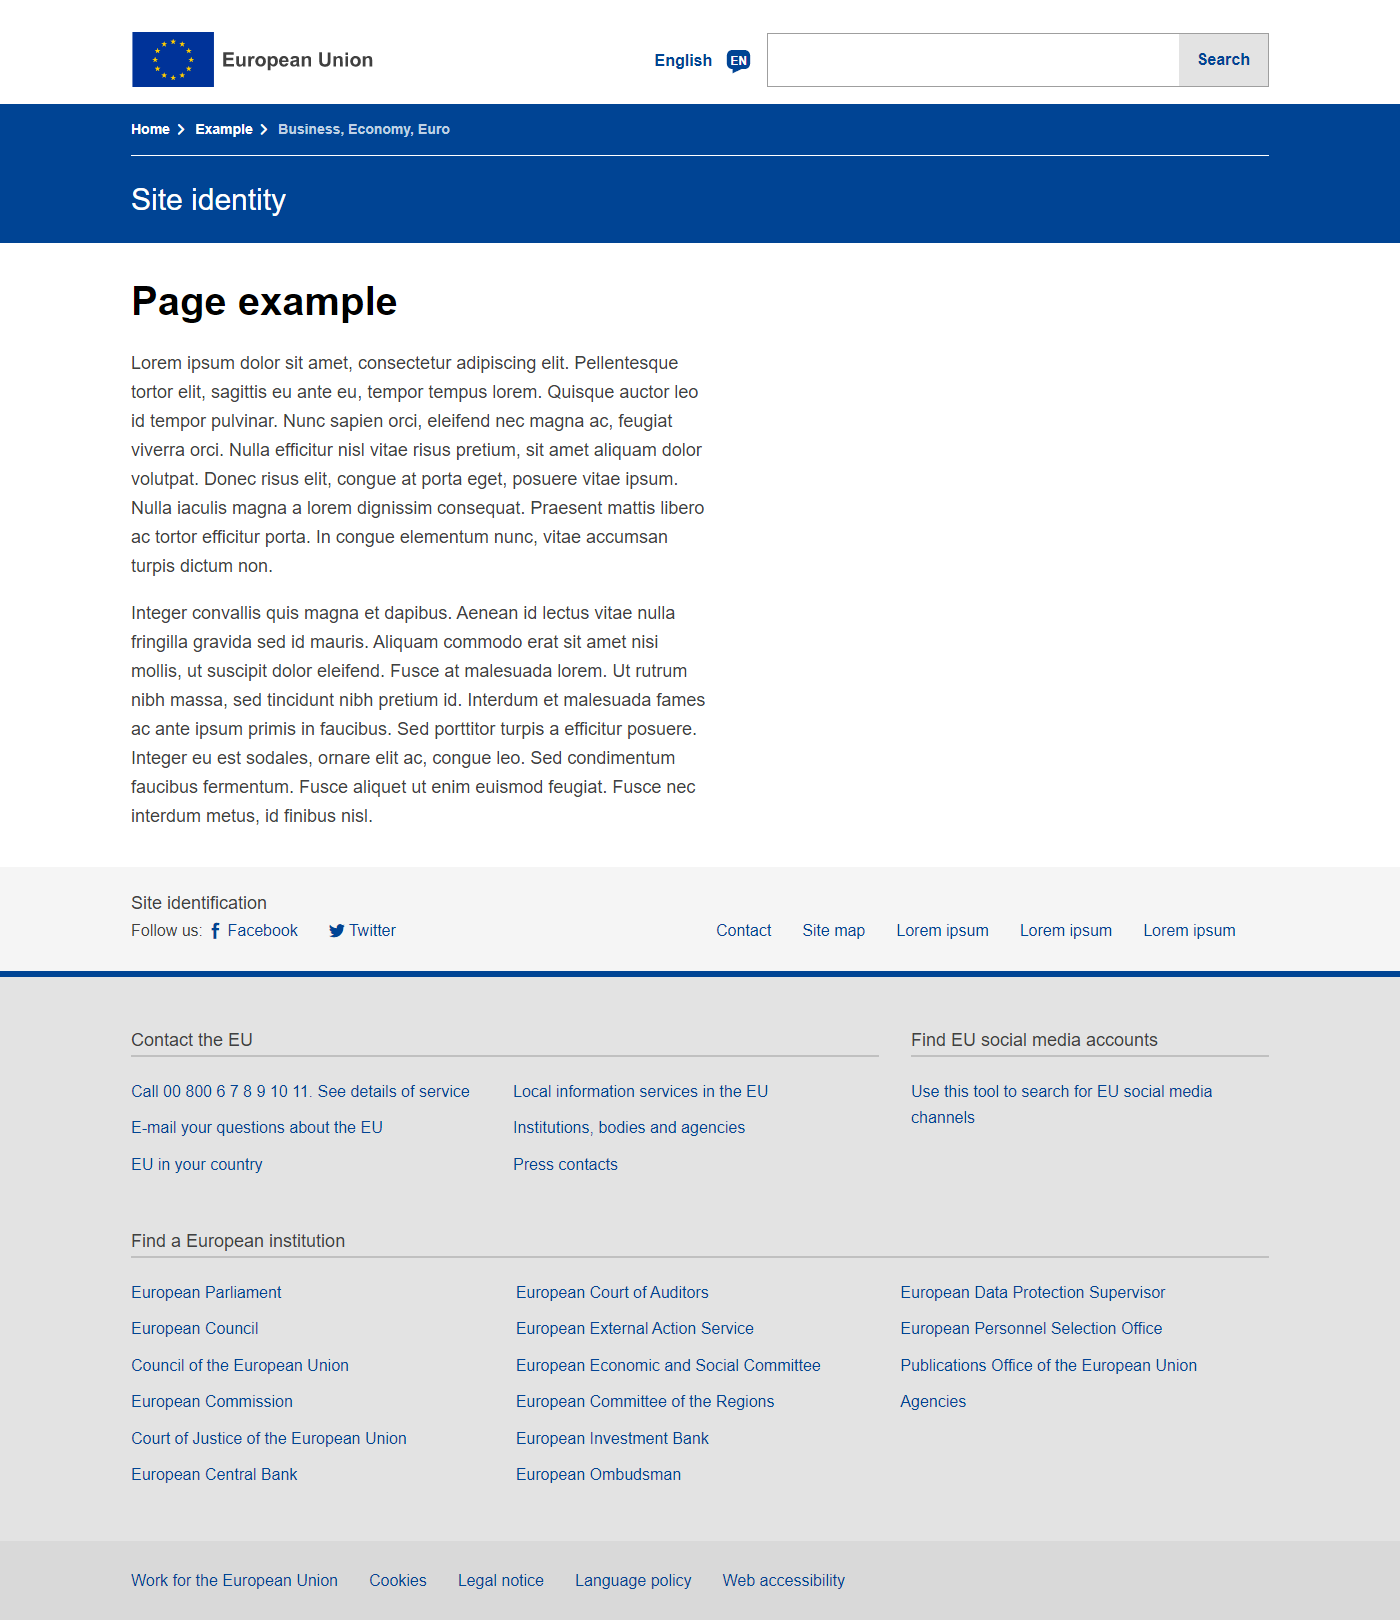 European Union
English EN Search
Home Example Business, Economy, Euro
Site identity
Page example
Lorem ipsum dolor sit amet, consectetur adipiscing elit. Pellentesque
tortor elit, sagittis eu ante eu, tempor tempus lorem. Quisque auctor leo
id tempor pulvinar. Nunc sapien orci, eleifend nec magna ac, feugiat
viverra orci. Nulla efficitur nisl vitae risus pretium, sit amet aliquam dolor
volutpat. Donec risus elit, congue at porta eget, posuere vitae ipsum.
Nulla iaculis magna a lorem dignissim consequat. Praesent mattis libero
ac tortor efficitur porta. In congue elementum nunc, vitae accumsan
turpis dictum non.
Integer convallis quis magna et dapibus. Aenean id lectus vitae nulla
fringilla gravida sed id mauris. Aliquam commodo erat sit amet nisi
mollis, ut suscipit dolor eleifend. Fusce at malesuada lorem. Ut rutrum
nibh massa, sed tincidunt nibh pretium id. Interdum et malesuada fames
ac ante ipsum primis in faucibus. Sed porttitor turpis a efficitur posuere.
Integer eu est sodales, ornare elit ac, congue leo. Sed condimentum
faucibus fermentum. Fusce aliquet ut enim euismod feugiat. Fusce nec
interdum metus, id finibus nisl.
Site identification
Follow us: Facebook Twitter Contact Site map Lorem ipsum Lorem ipsum Lorem ipsum
Contact the EU
Call 00 800 6 7 8 9 10 11. See details of service
E-mail your questions about the EU
EU in your country
Local information services in the EU
Institutions, bodies and agencies
Press contacts
Find EU social media accounts
Use this tool to search for EU social media
channels
Find a European institution
European Parliament
European Council
Council of the European Union
European Commission
Court of Justice of the European Union
European Central Bank
European Court of Auditors
European External Action Service
European Economic and Social Committee
European Committee of the Regions
European Investment Bank
European Ombudsman
European Data Protection Supervisor
European Personnel Selection Office
Publications Office of the European Union
Agencies
Work for the European Union Cookies Legal notice Language policy Web accessibility